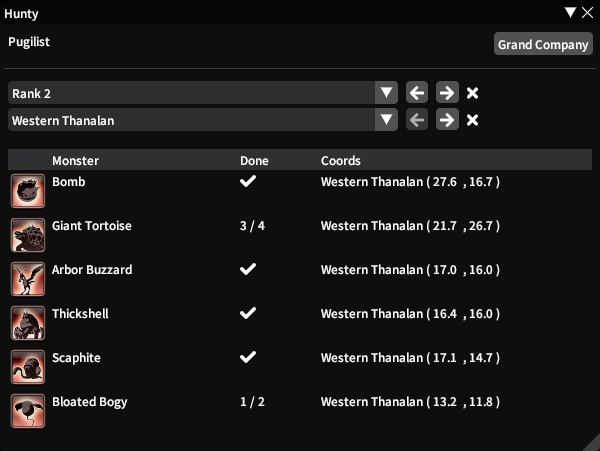 Hunty
Pugilist
Grand Company
Rank 2
Western Thanalan
Monster Done Coords
Bomb Western Thanalan ( 27.6 , 16.7 )
Giant Tortoise 3 / 4 Western Thanalan ( 21.7 , 26.7 )
Arbor Buzzard Western Thanalan ( 17.0 , 16.0 )
Thickshell Western Thanalan ( 16.4 , 16.0 )
Scaphite Western Thanalan ( 17.1 , 14.7 )
Bloated Bogy 1 / 2 Western Thanalan ( 13.2 , 11.8 )